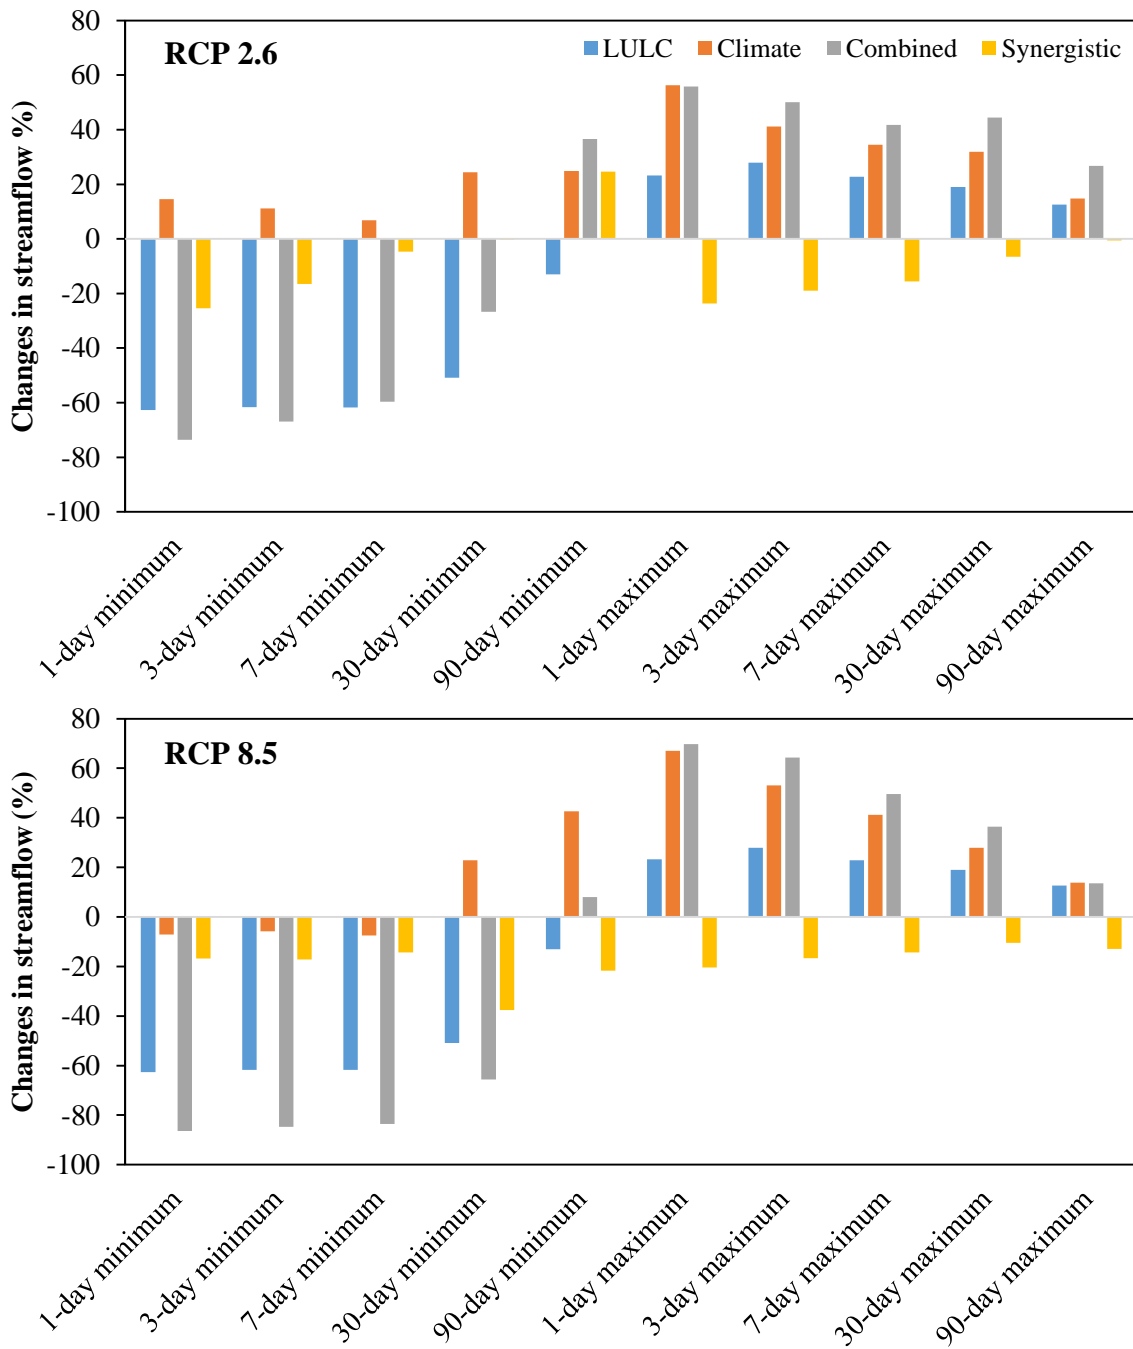 RCP 2.6
LULC Climate Combined Synergistic
Changes in streamflow %)
80
60
40
20
0
-20
-40
-60
-80
-100
1-day minimum
3-day minimum
7-day minimum
30-day minimum
90-day minimum
1-day maximum
3-day maximum
7-day maximum
30-day maximum
90-day maximum
RCP 8.5
Changes in streamflow (%)
80
60
40
20
0
-20
-40
-60
-80
-100
1-day minimum
3-day minimum
7-day minimum
30-day minimum
90-day minimum
1-day maximum
3-day maximum
7-day maximum
30-day maximum
90-day maximum